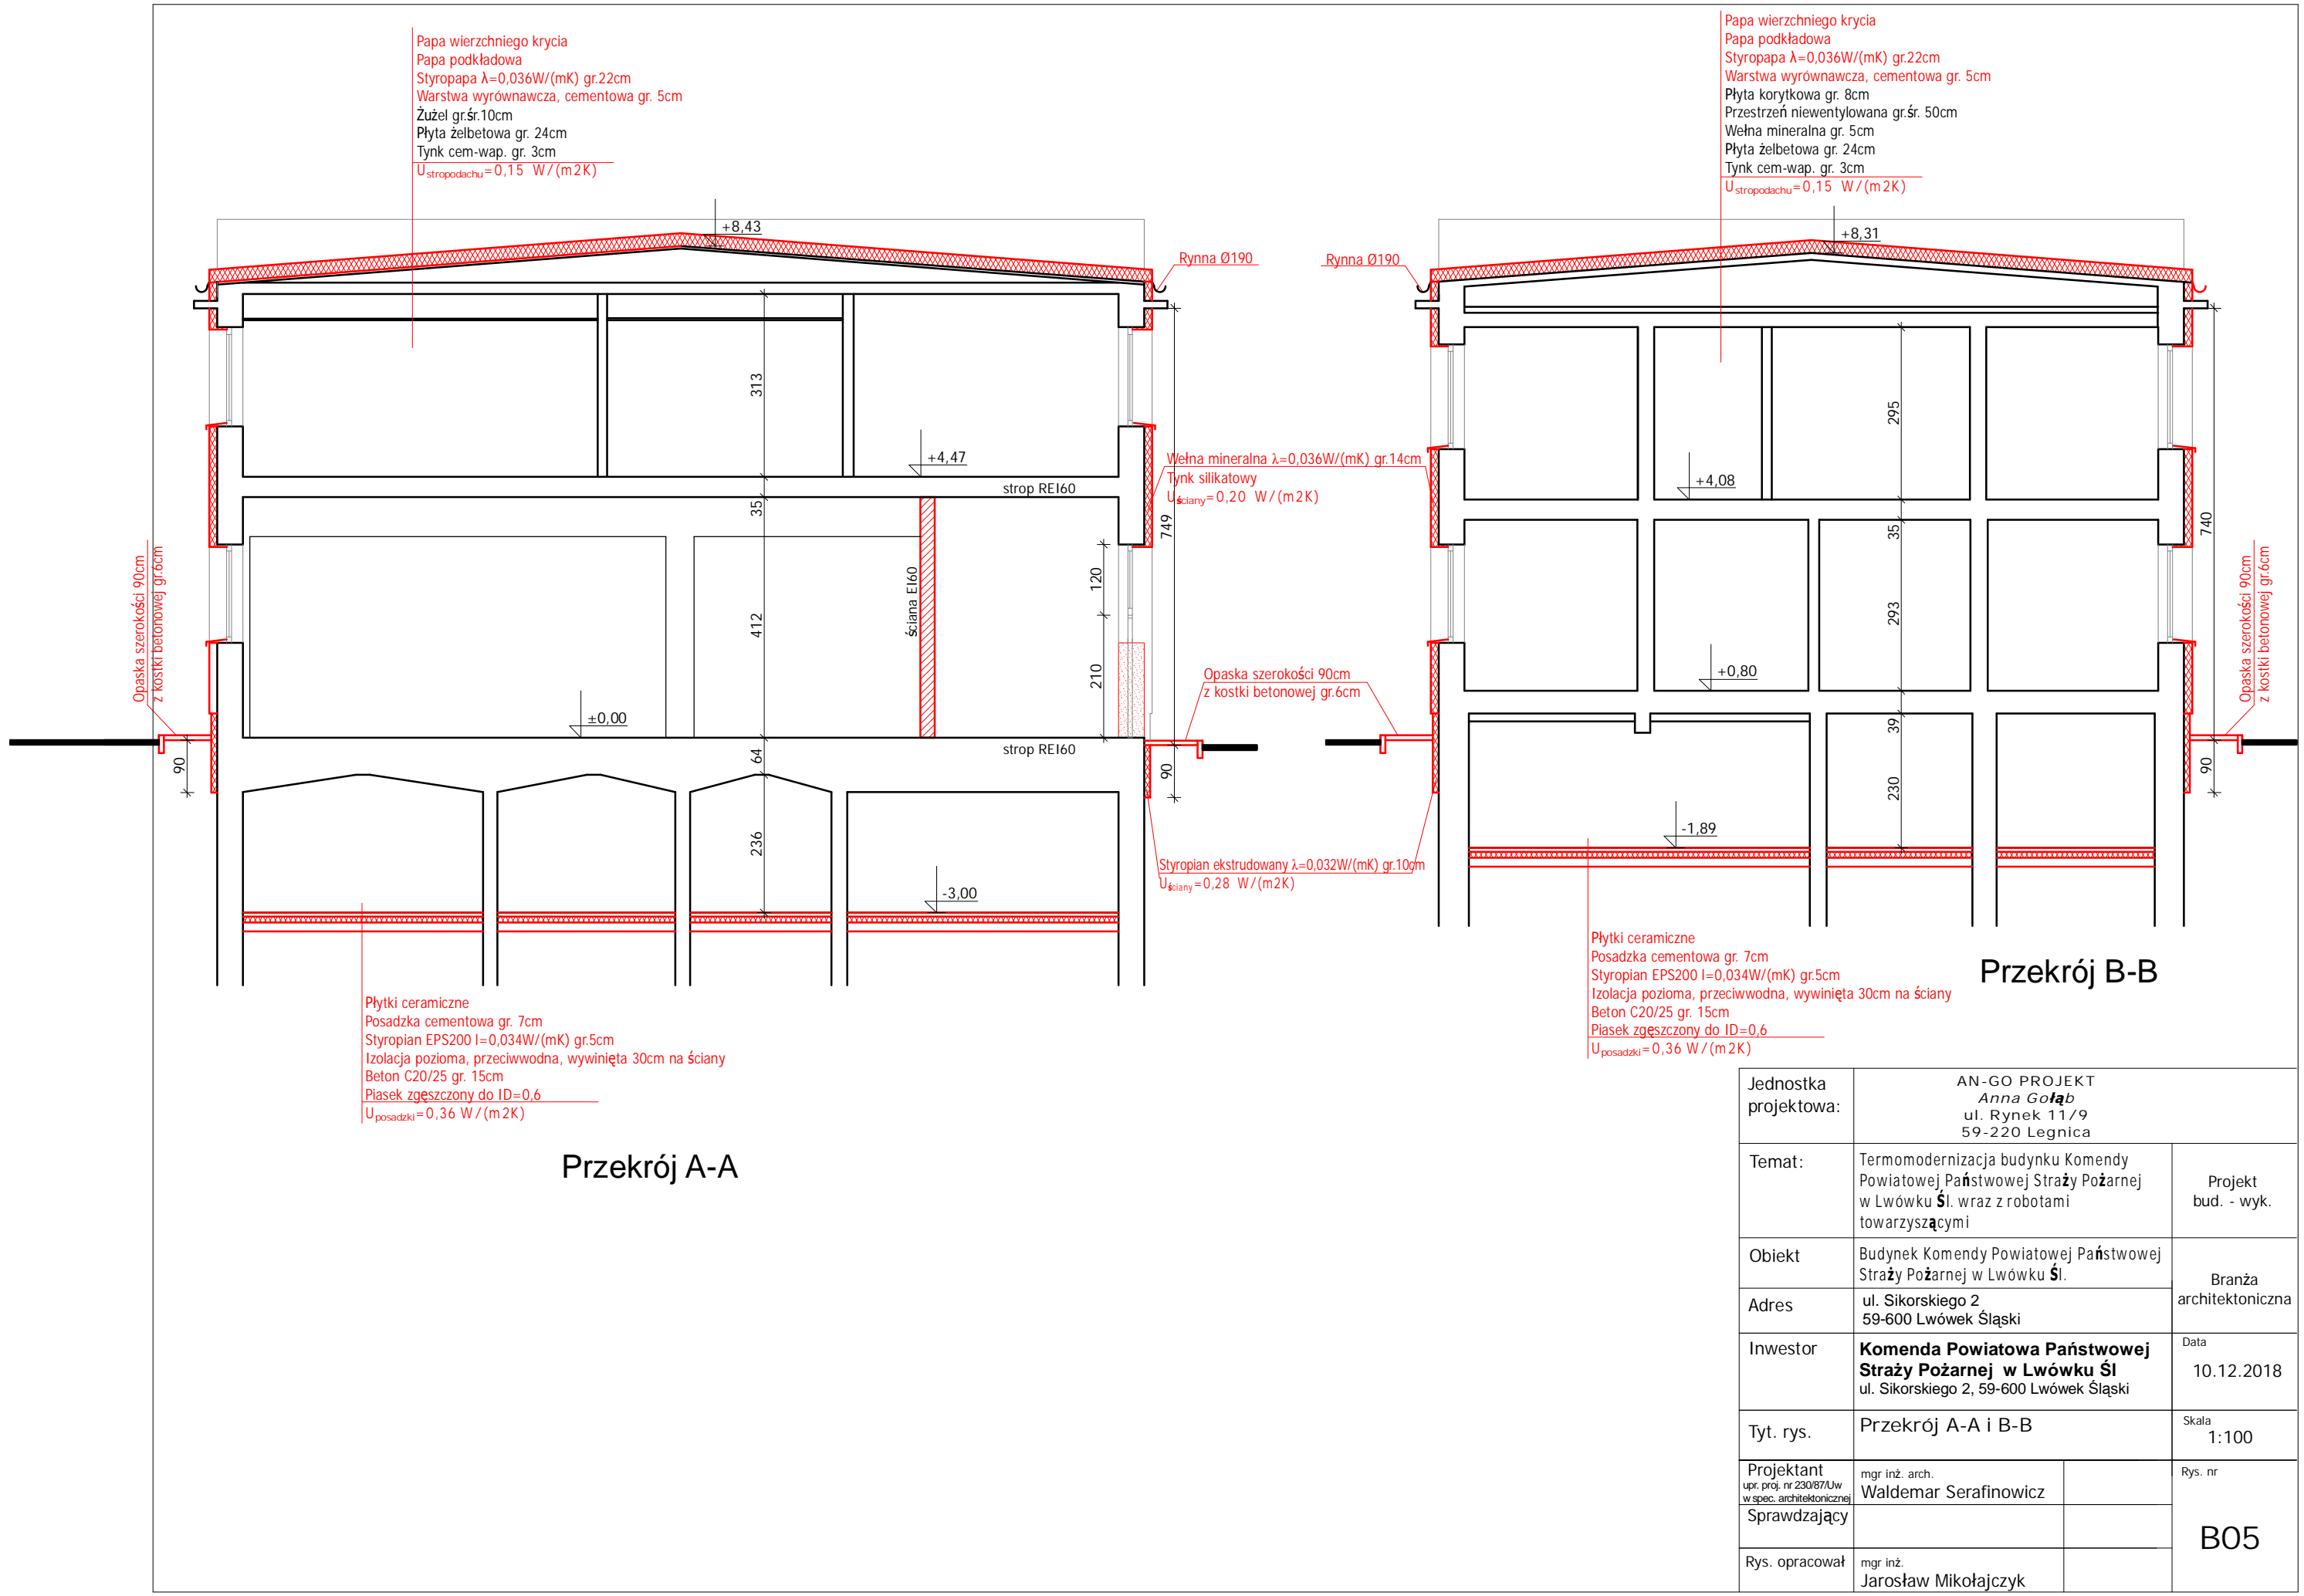 Papa wierzchniego krycia
Papa podkładowa
Styropapa λ=0,036W/(mK) gr.22cm
Warstwa wyrównawcza, cementowa gr. 5cm
Żużel gr.śr.10cm
Płyta żelbetowa gr. 24cm
Tynk cem-wap. gr. 3cm
Ustropodachu=0,15 W/(m2K)
Papa wierzchniego krycia
Papa podkładowa
Styropapa λ=0,036W/(mK) gr.22cm
Warstwa wyrównawcza, cementowa gr. 5cm
Płyta korytkowa gr. 8cm
Przestrzeń niewentylowana gr.śr. 50cm
Wełna mineralna gr. 5cm
Płyta żelbetowa gr. 24cm
Tynk cem-wap. gr. 3cm
Ustropodachu=0,15 W/(m2K)
+8,43
Rynna Ø190
313
+4,47
strop REI60
35
Wełna mineralna λ=0,036W/(mK) gr.14cm
Tynk silikatowy
Uściany=0,20 W/(m2K)
749
ściana EI60
120
412
210
Opaska szerokości 90cm
z kostki betonowej gr.6cm
Opaska szerokości 90cm
z kostki betonowej gr.6cm
±0,00
strop REI60
90
64
90
236
-3,00
Styropian ekstrudowany λ=0,032W/(mK) gr.10cm
Uściany=0,28 W/(m2K)
Płytki ceramiczne
Posadzka cementowa gr. 7cm
Styropian EPS200 l=0,034W/(mK) gr.5cm
Izolacja pozioma, przeciwwodna, wywinięta 30cm na ściany
Beton C20/25 gr. 15cm
Piasek zgęszczony do ID=0,6
Uposadzki=0,36 W/(m2K)
Przekrój A-A
Rynna Ø190
+8,31
295
+4,08
35
740
293
+0,80
Opaska szerokości 90cm
z kostki betonowej gr.6cm
39
90
230
-1,89
Płytki ceramiczne
Posadzka cementowa gr. 7cm
Styropian EPS200 l=0,034W/(mK) gr.5cm
Izolacja pozioma, przeciwwodna, wywinięta 30cm na ściany
Beton C20/25 gr. 15cm
Piasek zgęszczony do ID=0,6
Uposadzki=0,36 W/(m2K)
Przekrój B-B
Jednostka
projektowa:
AN-GO PROJEKT
Anna Gołąb
ul. Rynek 11/9
59-220 Legnica
Temat:
Termomodernizacja budynku Komendy
Powiatowej Państwowej Straży Pożarnej
w Lwówku Śl. wraz z robotami
towarzyszącymi
Projekt
bud. - wyk.
Obiekt
Budynek Komendy Powiatowej Państwowej
Straży Pożarnej w Lwówku Śl.
Branża
architektoniczna
Adres
ul. Sikorskiego 2
59-600 Lwówek Śląski
Inwestor
Komenda Powiatowa Państwowej
Straży Pożarnej w Lwówku Śl
ul. Sikorskiego 2, 59-600 Lwówek Śląski
Data
10.12.2018
Tyt. rys.
Przekrój A-A i B-B
Skala
1:100
Projektant
upr. proj. nr 230/87/Uw
w spec. architektonicznej
mgr inż. arch.
Waldemar Serafinowicz
Rys. nr
B05
Sprawdzający
Rys. opracował
mgr inż.
Jarosław Mikołajczyk